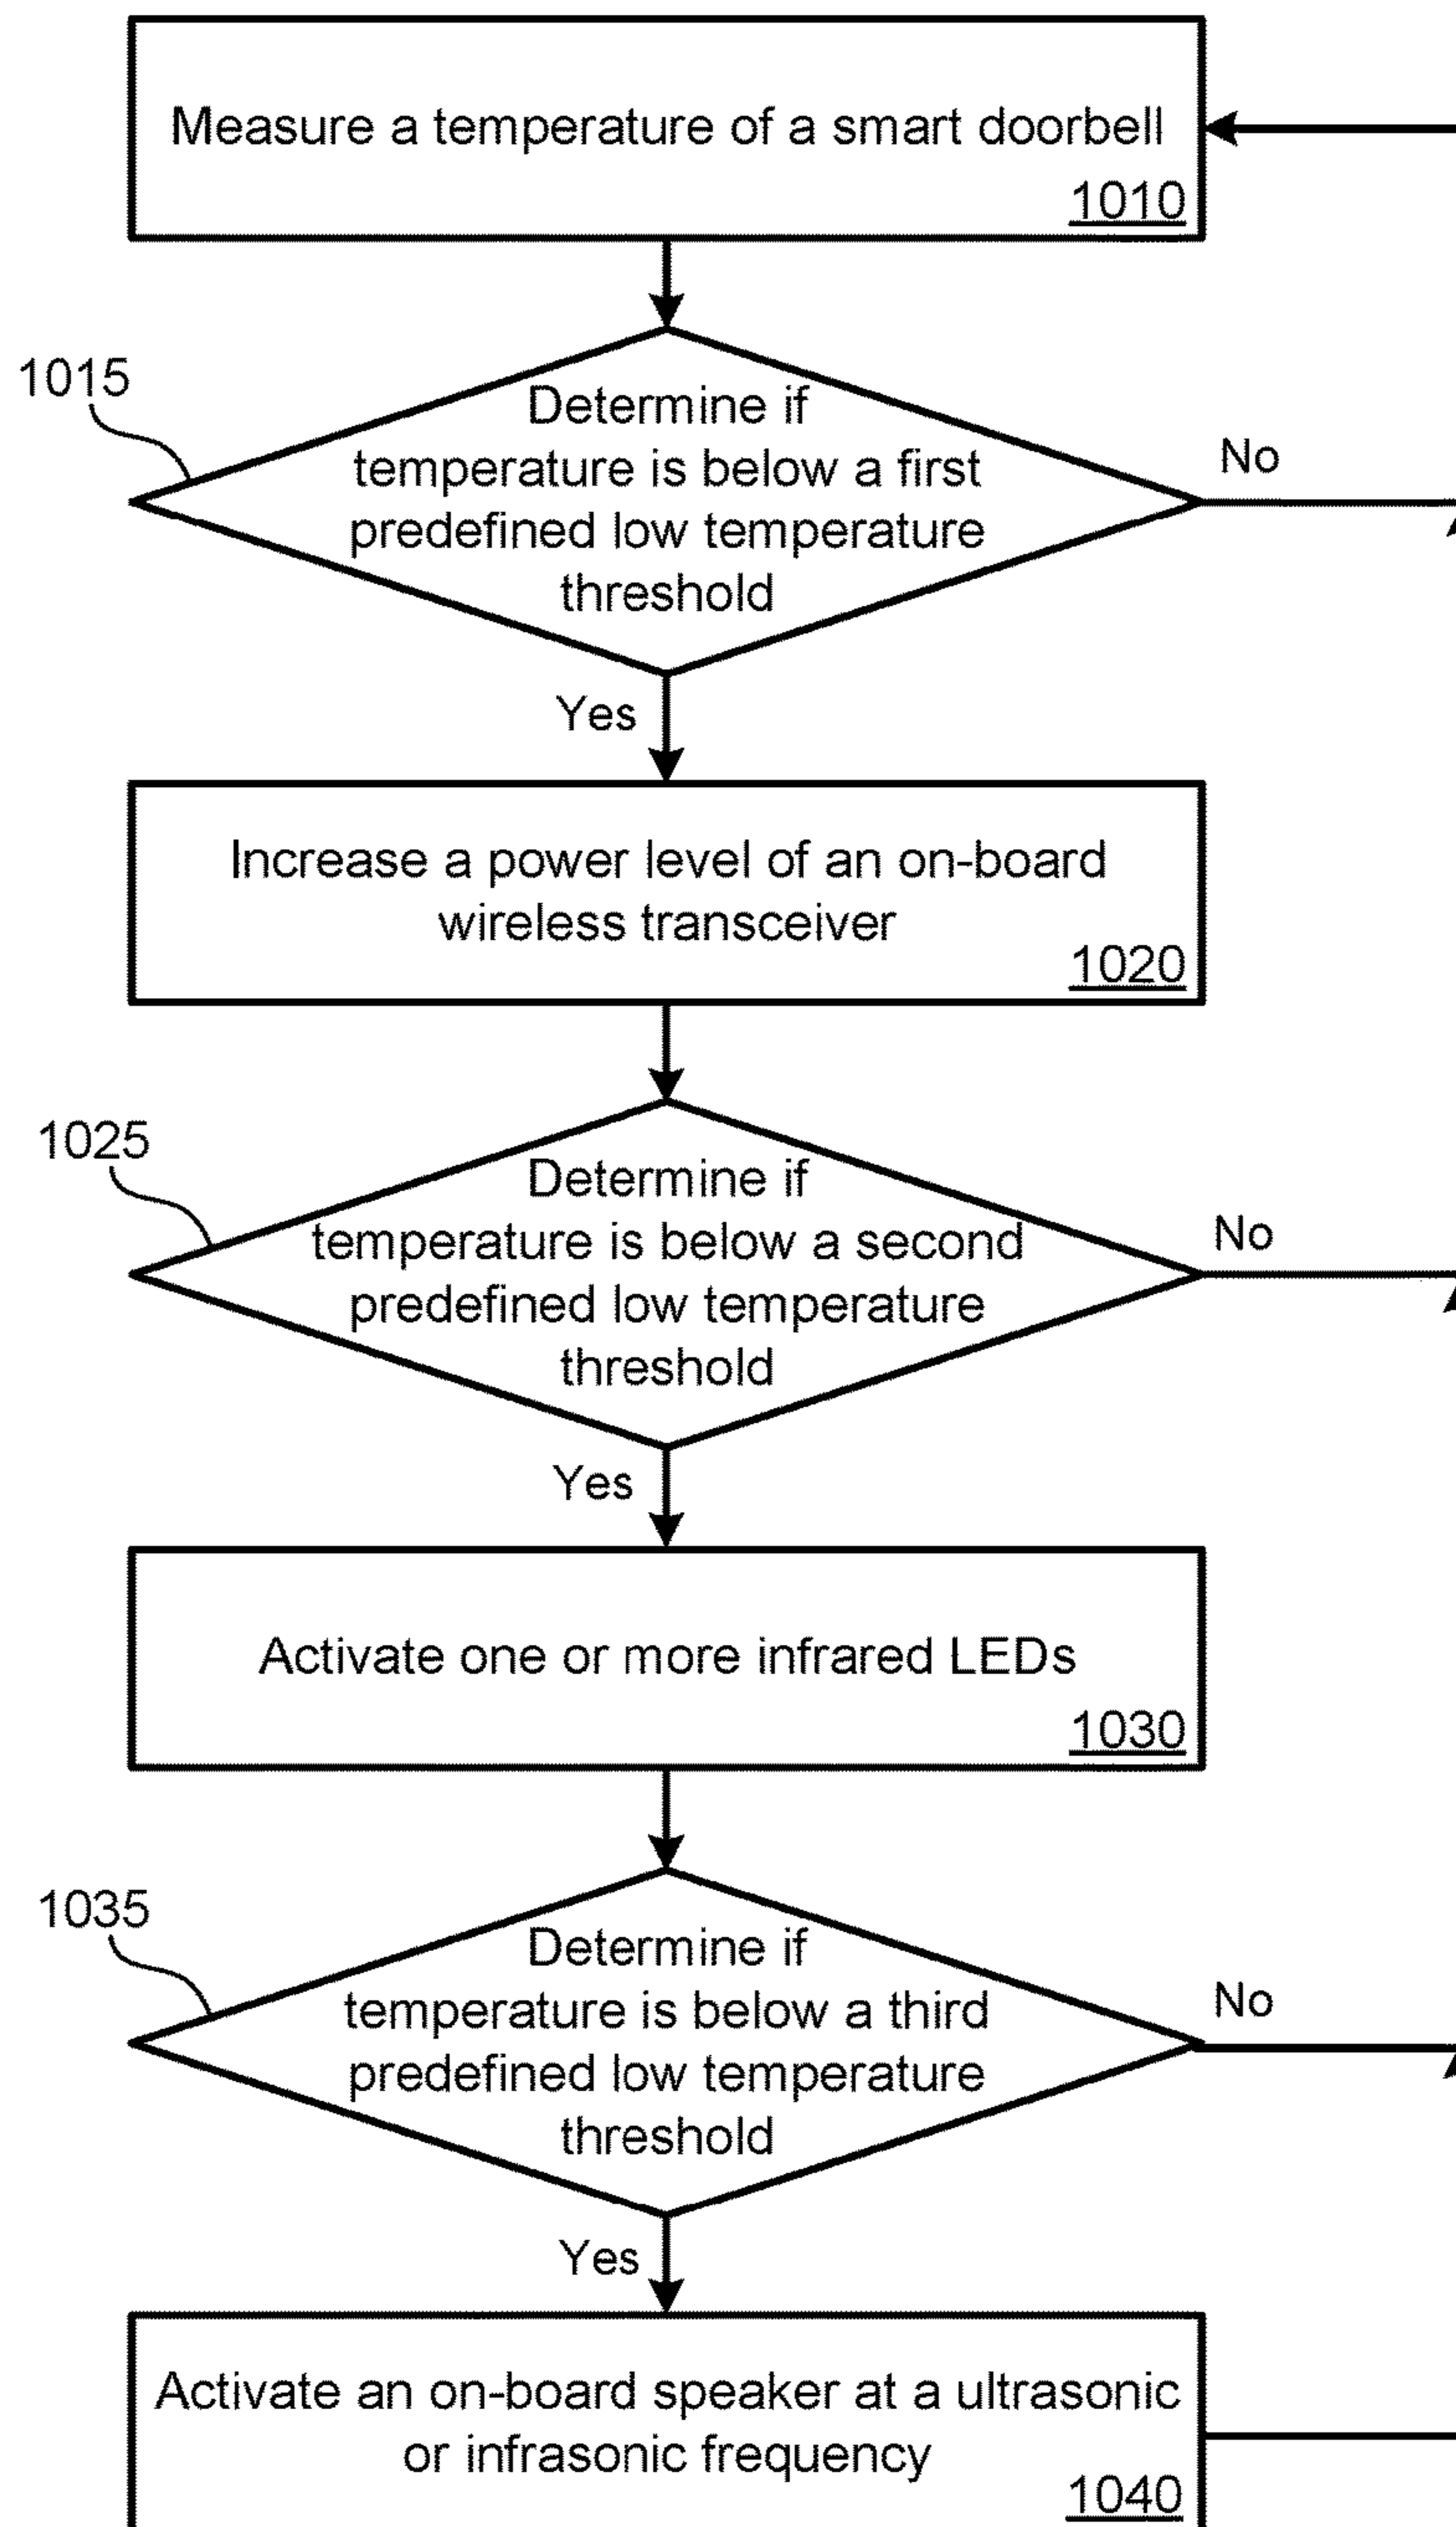 Measure a temperature of a smart doorbell
1010
1015
Determine if
temperature is below a first
predefined low temperature
threshold
No
Yes
Increase a power level of an on-board
wireless transceiver
1020
1025
Determine if
temperature is below a second
predefined low temperature
threshold
No
Yes
Activate one or more infrared LEDs
1030
1035
Determine if
temperature is below a third
predefined low temperature
threshold
No
Yes
Activate an on-board speaker at a ultrasonic
or infrasonic frequency
1040